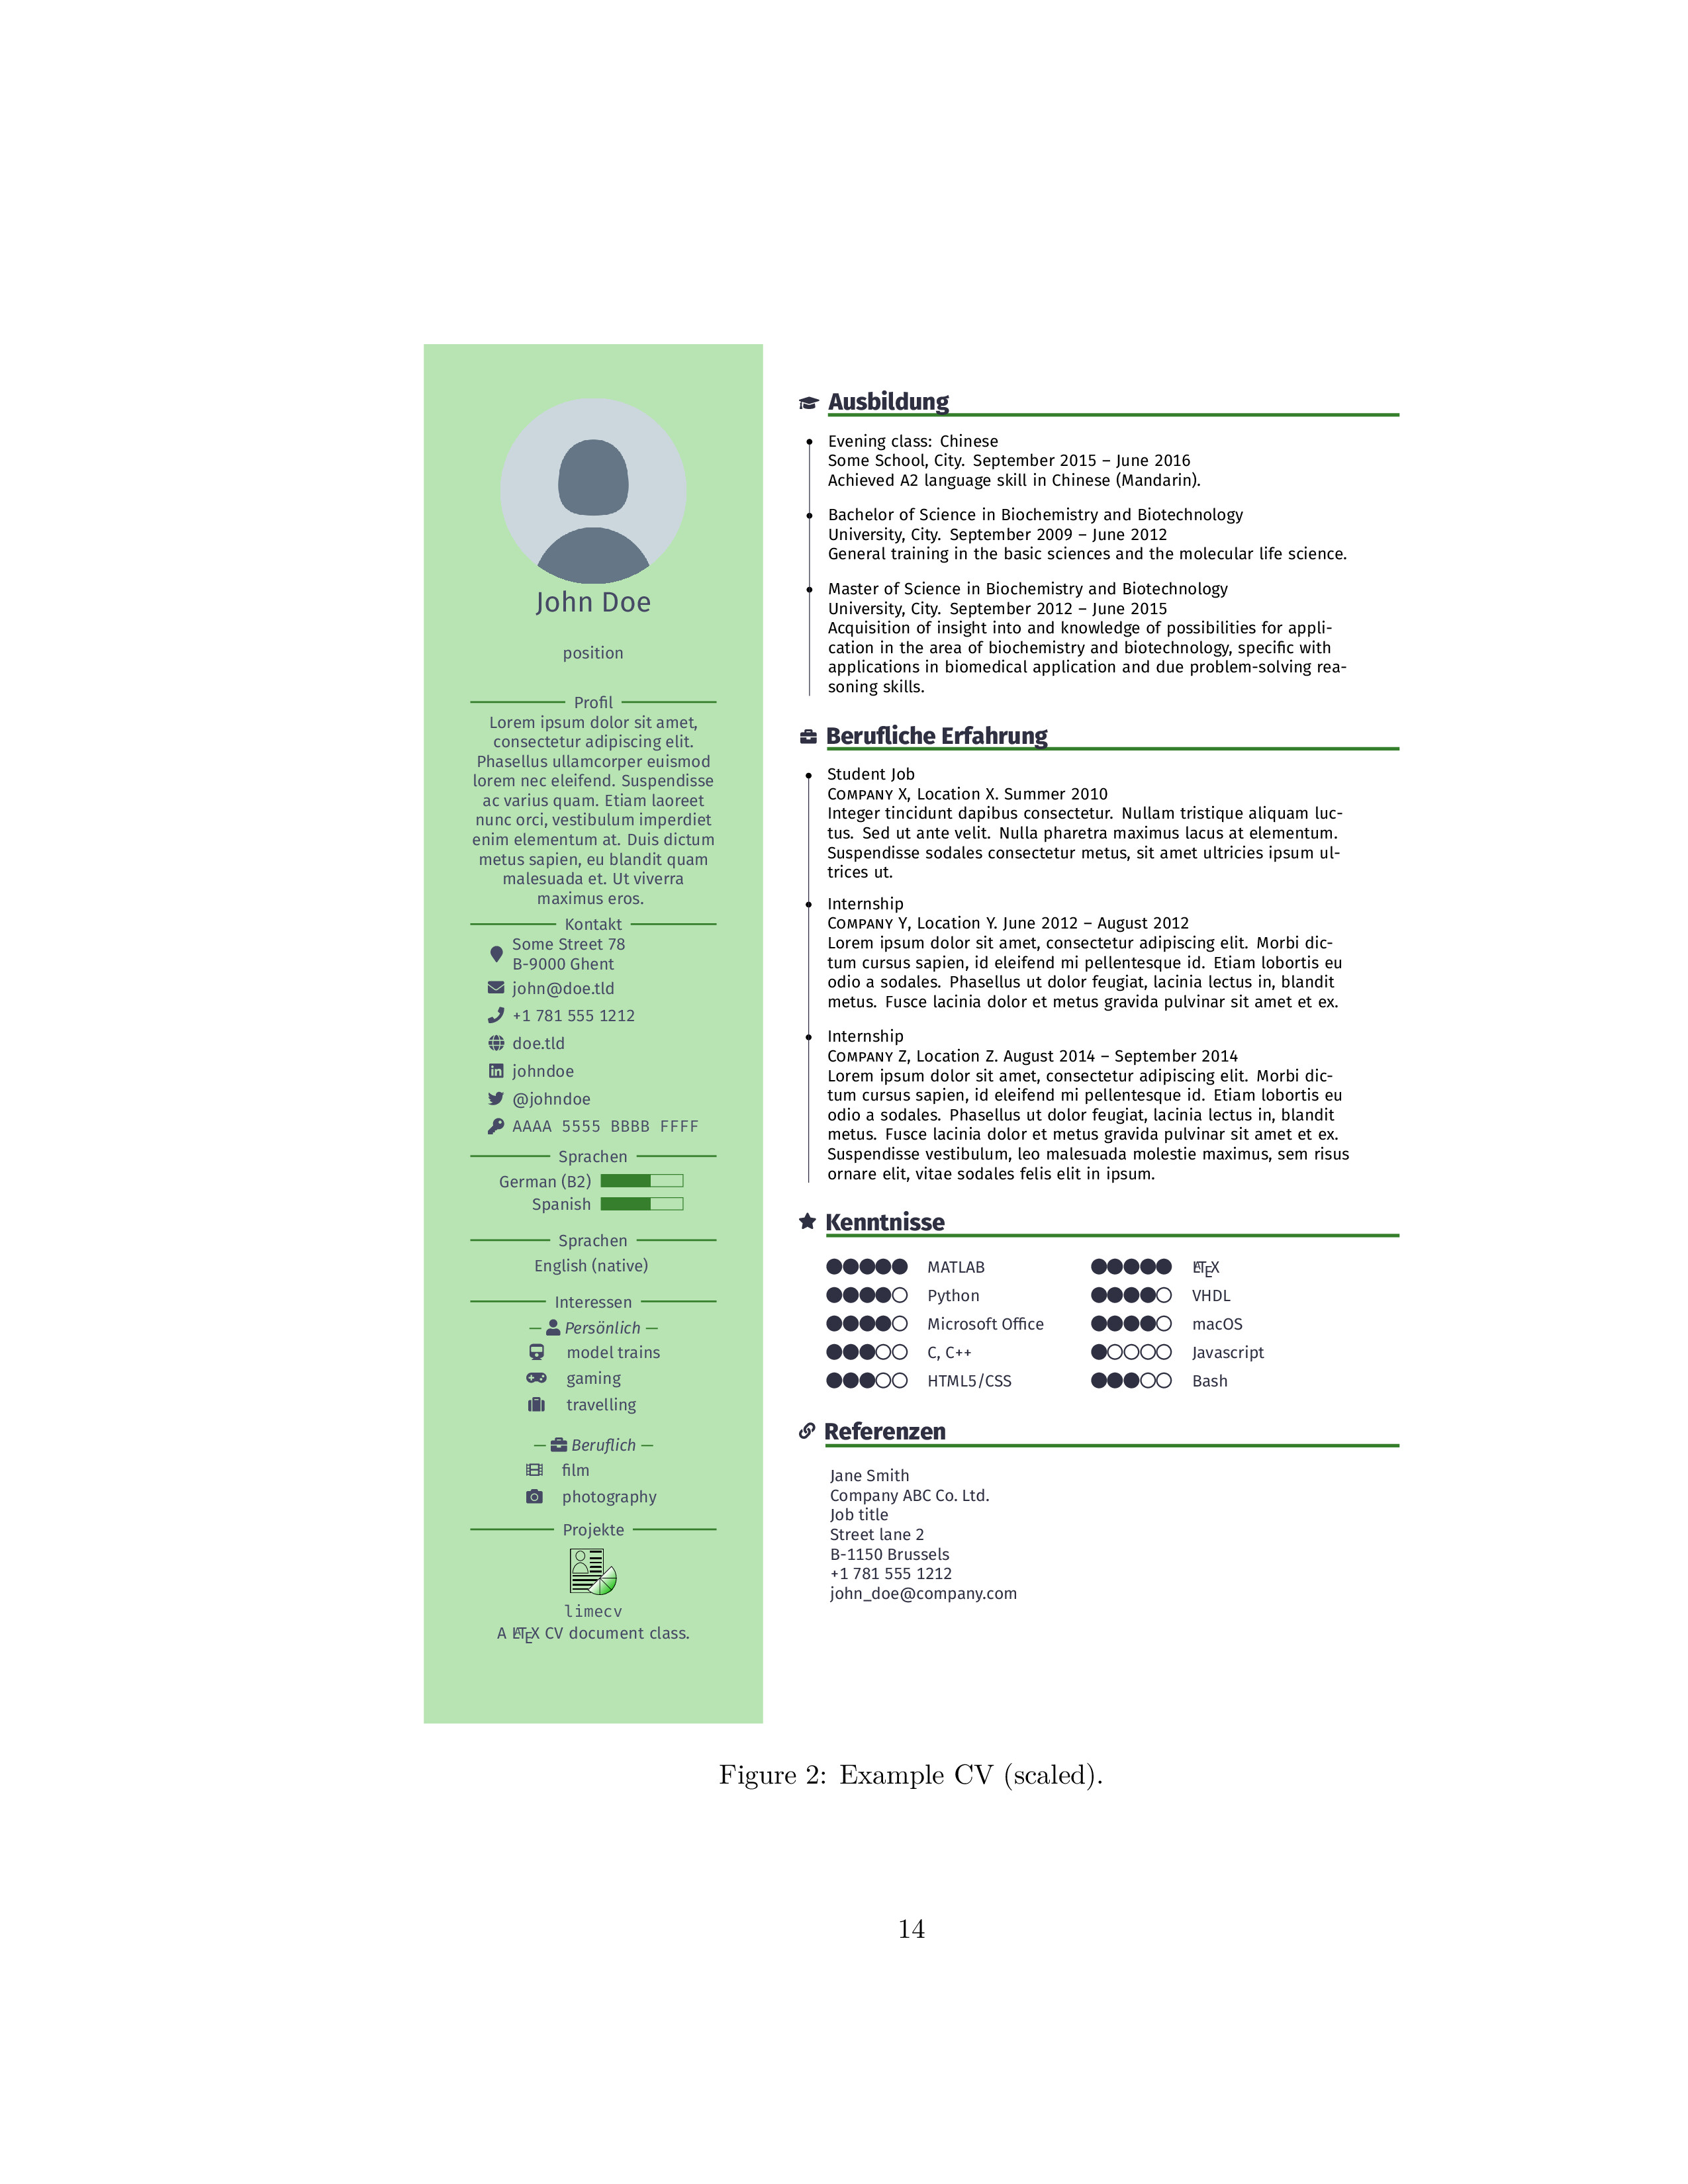 John Doe
position
Profil
Lorem ipsum dolor sit amet,
consectetur adipiscing elit.
Phasellus ullamcorper euismod
lorem nec eleifend. Suspendisse
ac varius quam. Etiam laoreet
nunc orci, vestibulum imperdiet
enim elementum at. Duis dictum
metus sapien, eu blandit quam
malesuada et. Ut viverra
maximus eros.
Kontakt
Some Street 78
B-9000 Ghent
john@doe.tld
+1 781 555 1212
doe.tld
johndoe
@johndoe
AAAA 5555 BBBB FFFF
Sprachen
German (B2)
Spanish
Sprachen
English (native)
Interessen
– Persönlich –
model trains
gaming
travelling
– Beruflich –
film
photography
Projekte
limecv
A LATEX CV document class.
Ausbildung
Evening class: Chinese
Some School, City. September 2015 – June 2016
Achieved A2 language skill in Chinese (Mandarin).
Bachelor of Science in Biochemistry and Biotechnology
University, City. September 2009 – June 2012
General training in the basic sciences and the molecular life science.
Master of Science in Biochemistry and Biotechnology
University, City. September 2012 – June 2015
Acquisition of insight into and knowledge of possibilities for appli-
cation in the area of biochemistry and biotechnology, specific with
applications in biomedical application and due problem-solving rea-
soning skills.
Berufliche Erfahrung
Student Job
Company X, Location X. Summer 2010
Integer tincidunt dapibus consectetur. Nullam tristique aliquam luc-
tus. Sed ut ante velit. Nulla pharetra maximus lacus at elementum.
Suspendisse sodales consectetur metus, sit amet ultricies ipsum ul-
trices ut.
Internship
Company Y, Location Y. June 2012 – August 2012
Lorem ipsum dolor sit amet, consectetur adipiscing elit. Morbi dic-
tum cursus sapien, id eleifend mi pellentesque id. Etiam lobortis eu
odio a sodales. Phasellus ut dolor feugiat, lacinia lectus in, blandit
metus. Fusce lacinia dolor et metus gravida pulvinar sit amet et ex.
Internship
Company Z, Location Z. August 2014 – September 2014
Lorem ipsum dolor sit amet, consectetur adipiscing elit. Morbi dic-
tum cursus sapien, id eleifend mi pellentesque id. Etiam lobortis eu
odio a sodales. Phasellus ut dolor feugiat, lacinia lectus in, blandit
metus. Fusce lacinia dolor et metus gravida pulvinar sit amet et ex.
Suspendisse vestibulum, leo malesuada molestie maximus, sem risus
ornare elit, vitae sodales felis elit in ipsum.
Kenntnisse
MATLAB LATEX
Python VHDL
Microsoft Office macOS
C, C++ Javascript
HTML5/CSS Bash
Referenzen
Jane Smith
Company ABC Co. Ltd.
Job title
Street lane 2
B-1150 Brussels
+1 781 555 1212
john_doe@company.com
Figure 2: Example CV (scaled).
14